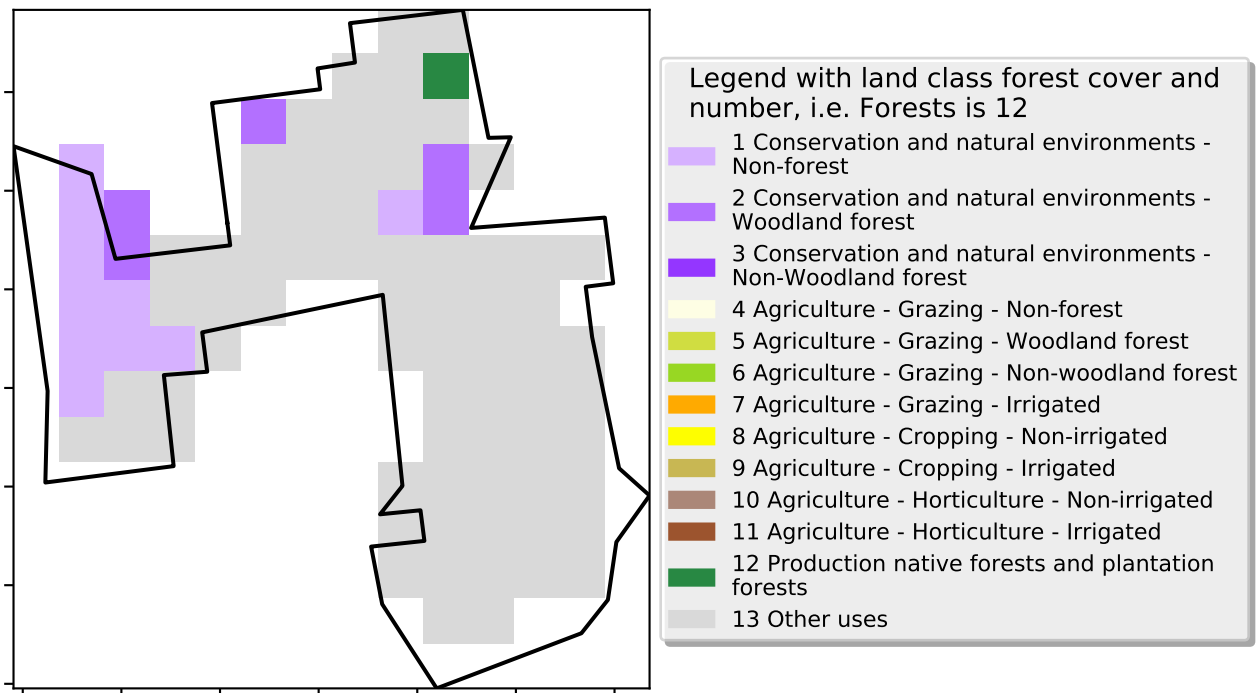 Legend with land class forest cover and
number, i.e. Forests is 12
1 Conservation and natural environments -
Non-forest
2 Conservation and natural environments -
Woodland forest
3 Conservation and natural environments -
Non-Woodland forest
4 Agriculture - Grazing - Non-forest
5 Agriculture - Grazing - Woodland forest
6 Agriculture - Grazing - Non-woodland forest
7 Agriculture - Grazing - Irrigated
8 Agriculture - Cropping - Non-irrigated
9 Agriculture - Cropping - Irrigated
10 Agriculture - Horticulture - Non-irrigated
11 Agriculture - Horticulture - Irrigated
12 Production native forests and plantation
forests
13 Other uses